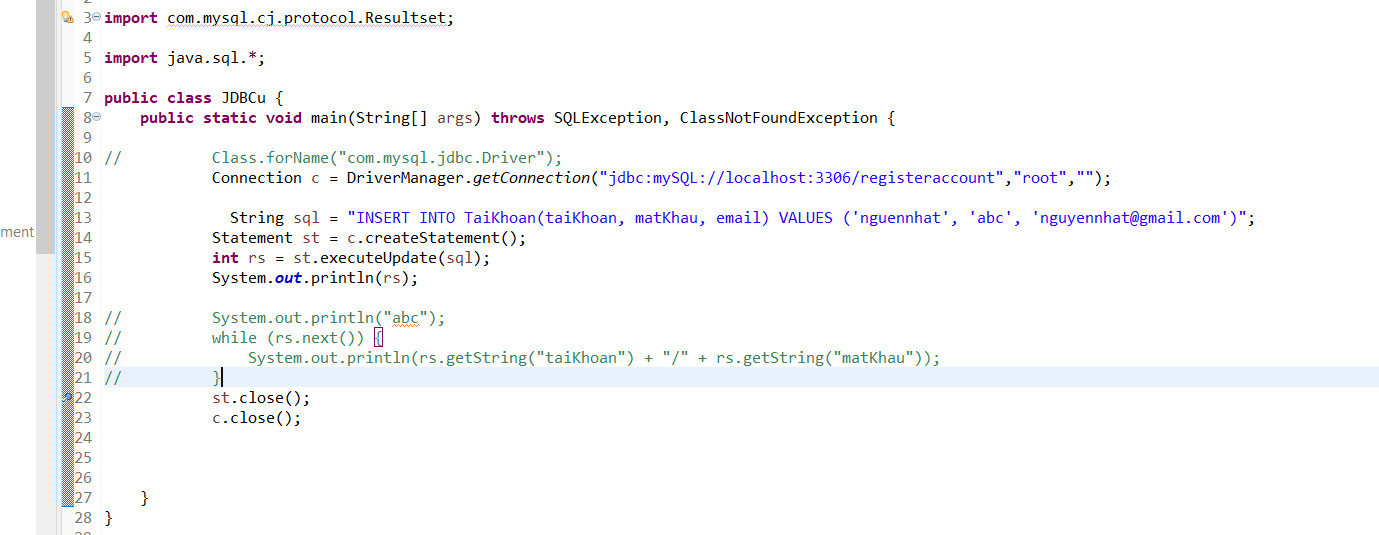 3 import com.mysql.cj.protocol.Resultset;
4
5 import java.sql.*;
6
7 public class JDBCu {
8 public static void main(String[] args) throws SQLException, ClassNotFoundException {
9
10 // Class.forName("com.mysql.jdbc.Driver");
11 Connection c = DriverManager.getConnection("jdbc:mySQL://localhost:3306/registeraccount","root","");
12
13 String sql = "INSERT INTO TaiKhoan(taiKhoan, matKhau, email) VALUES ('nguennhat', 'abc', 'nguyennhat@gmail.com')";
ment 14 Statement st = c.createStatement();
15 int rs = st.executeUpdate(sql);
16 System.out.println(rs);
17
18 // System.out.println("abc");
19 // while (rs.next()) {
20 // System.out.println(rs.getString("taiKhoan") + "/" + rs.getString("matKhau"));
21 // }
22 st.close();
23 c.close();
24
25
26
27 }
28 }